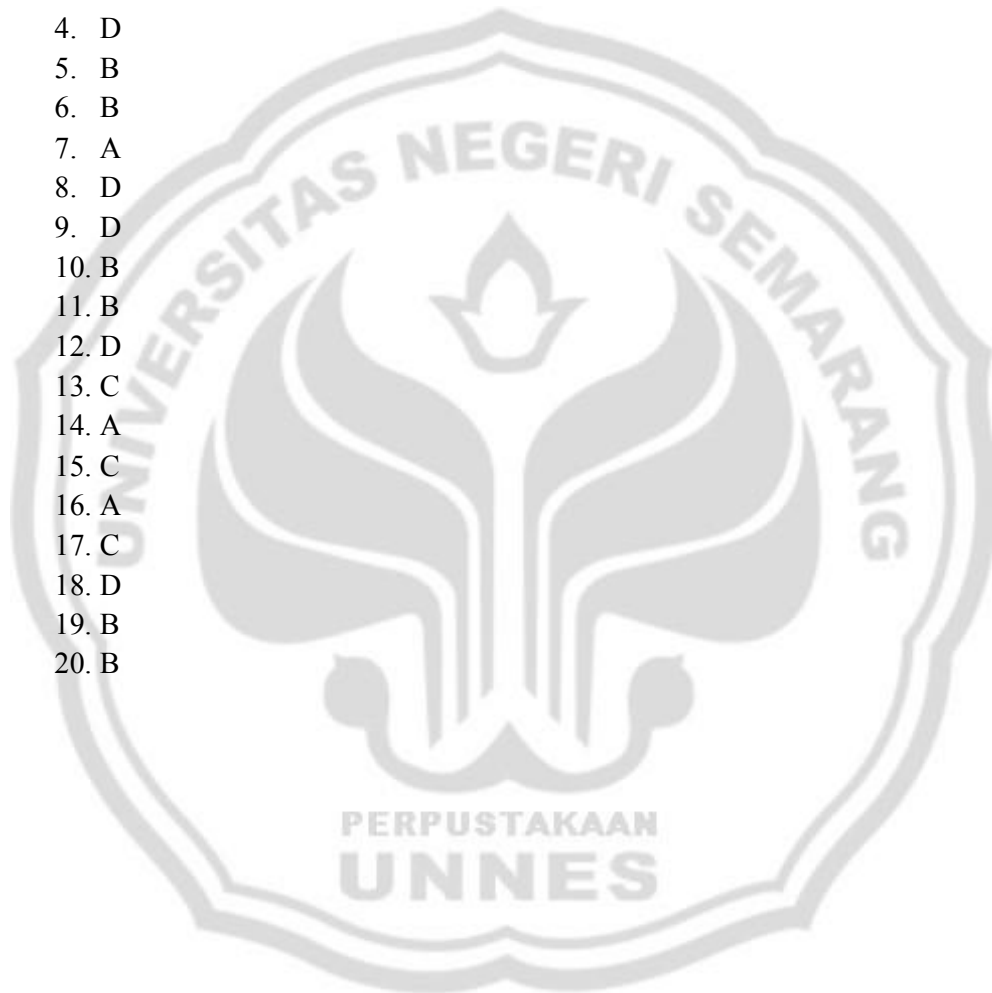 4. D
5. B
6. B
7. A
8. D
9. D
10. B
11. B
12. D
13. C
14. A
15. C
16. A
17. C
18. D
19. B
20. B
UNIVERSITAS NEGERI SEMARANG
PERPUSTAKAAN
UNNES